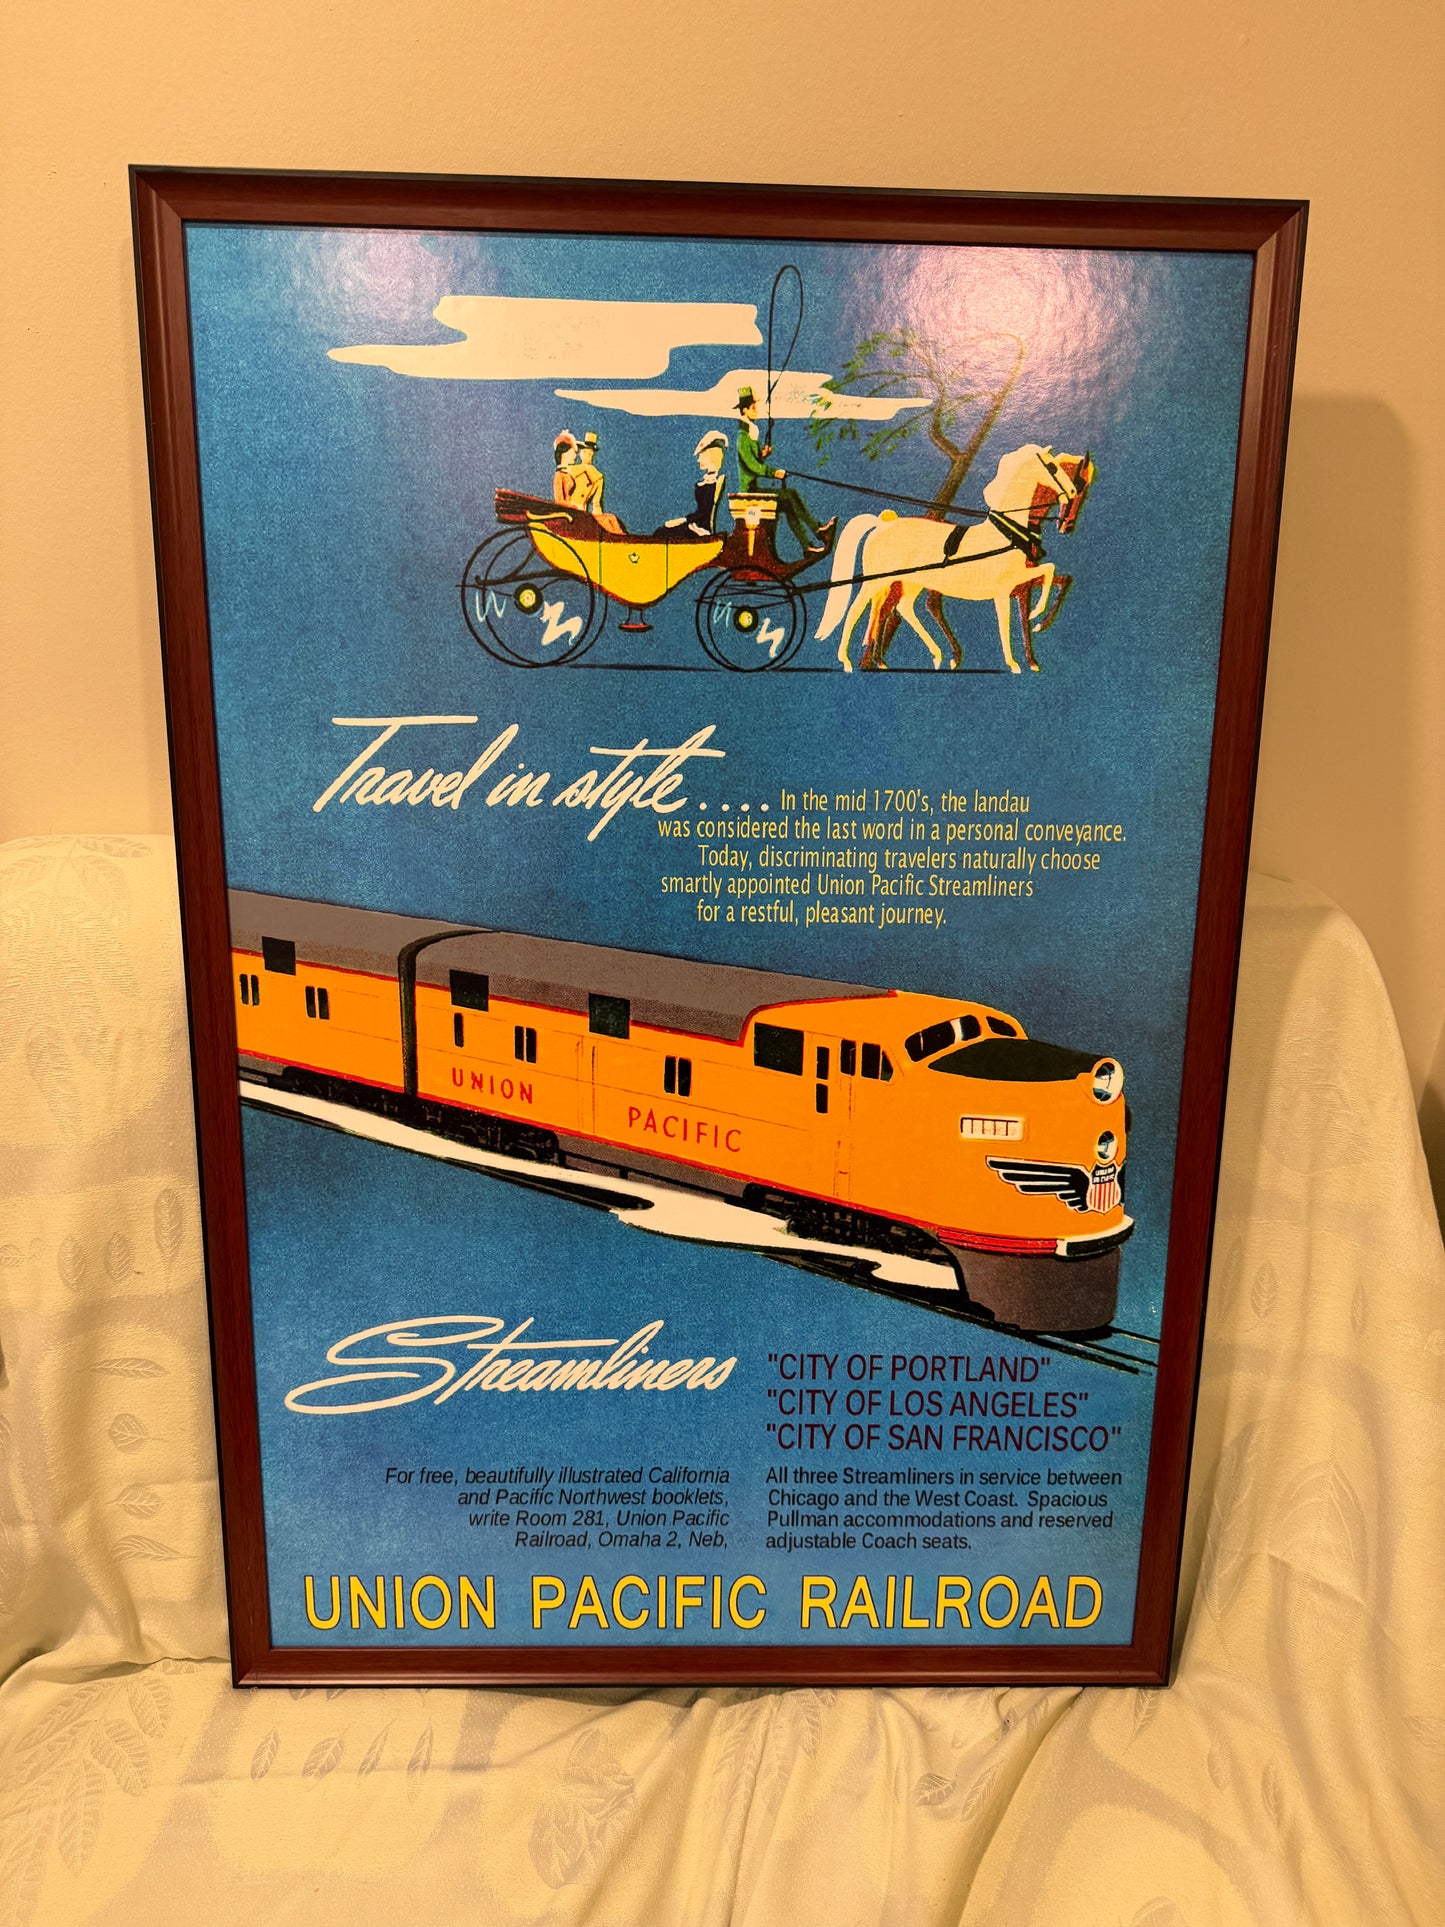 Travel in style.... In the mid 1700's, the landau
was considered the last word in a personal conveyance.
Today, discriminating travelers naturally choose
smartly appointed Union Pacific Streamliners
for a restful, pleasant journey.
UNION PACIFIC
Streamliners
"CITY OF PORTLAND"
"CITY OF LOS ANGELES"
"CITY OF SAN FRANCISCO"
For free, beautifully illustrated California
and Pacific Northwest booklets,
write Room 281, Union Pacific
Railroad, Omaha 2, Neb,
All three Streamliners in service between
Chicago and the West Coast. Spacious
Pullman accommodations and reserved
adjustable Coach seats.
UNION PACIFIC RAILROAD